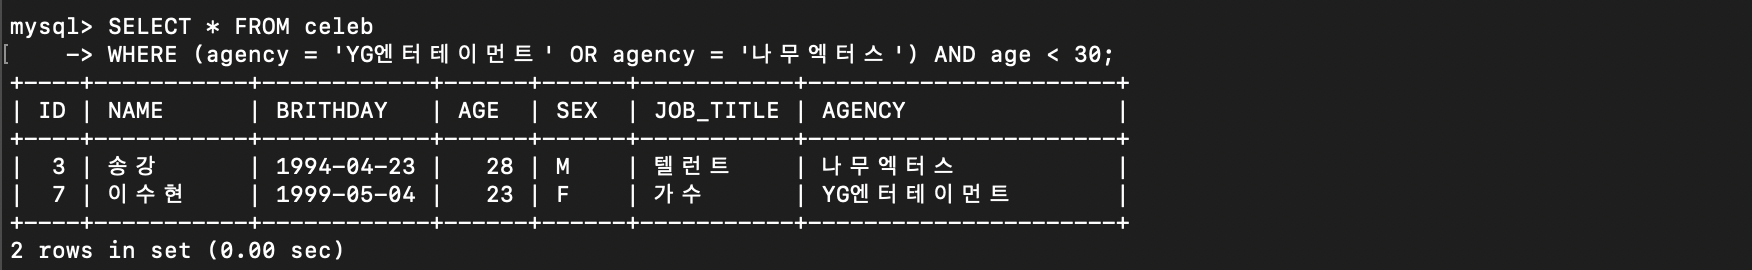 mysql> SELECT * FROM celeb
[    -> WHERE (agency = 'YG엔터테이먼트' OR agency = '나무엑터스') AND age < 30;
+----+-----------+------------+------+------+-----------+----------------------+
| ID | NAME      | BRITHDAY   | AGE  | SEX  | JOB_TITLE | AGENCY               |
+----+-----------+------------+------+------+-----------+----------------------+
|  3 | 송강      | 1994-04-23 |   28 | M    | 텔런트    | 나무엑터스           |
|  7 | 이수현    | 1999-05-04 |   23 | F    | 가수      | YG엔터테이먼트       |
+----+-----------+------------+------+------+-----------+----------------------+
2 rows in set (0.00 sec)